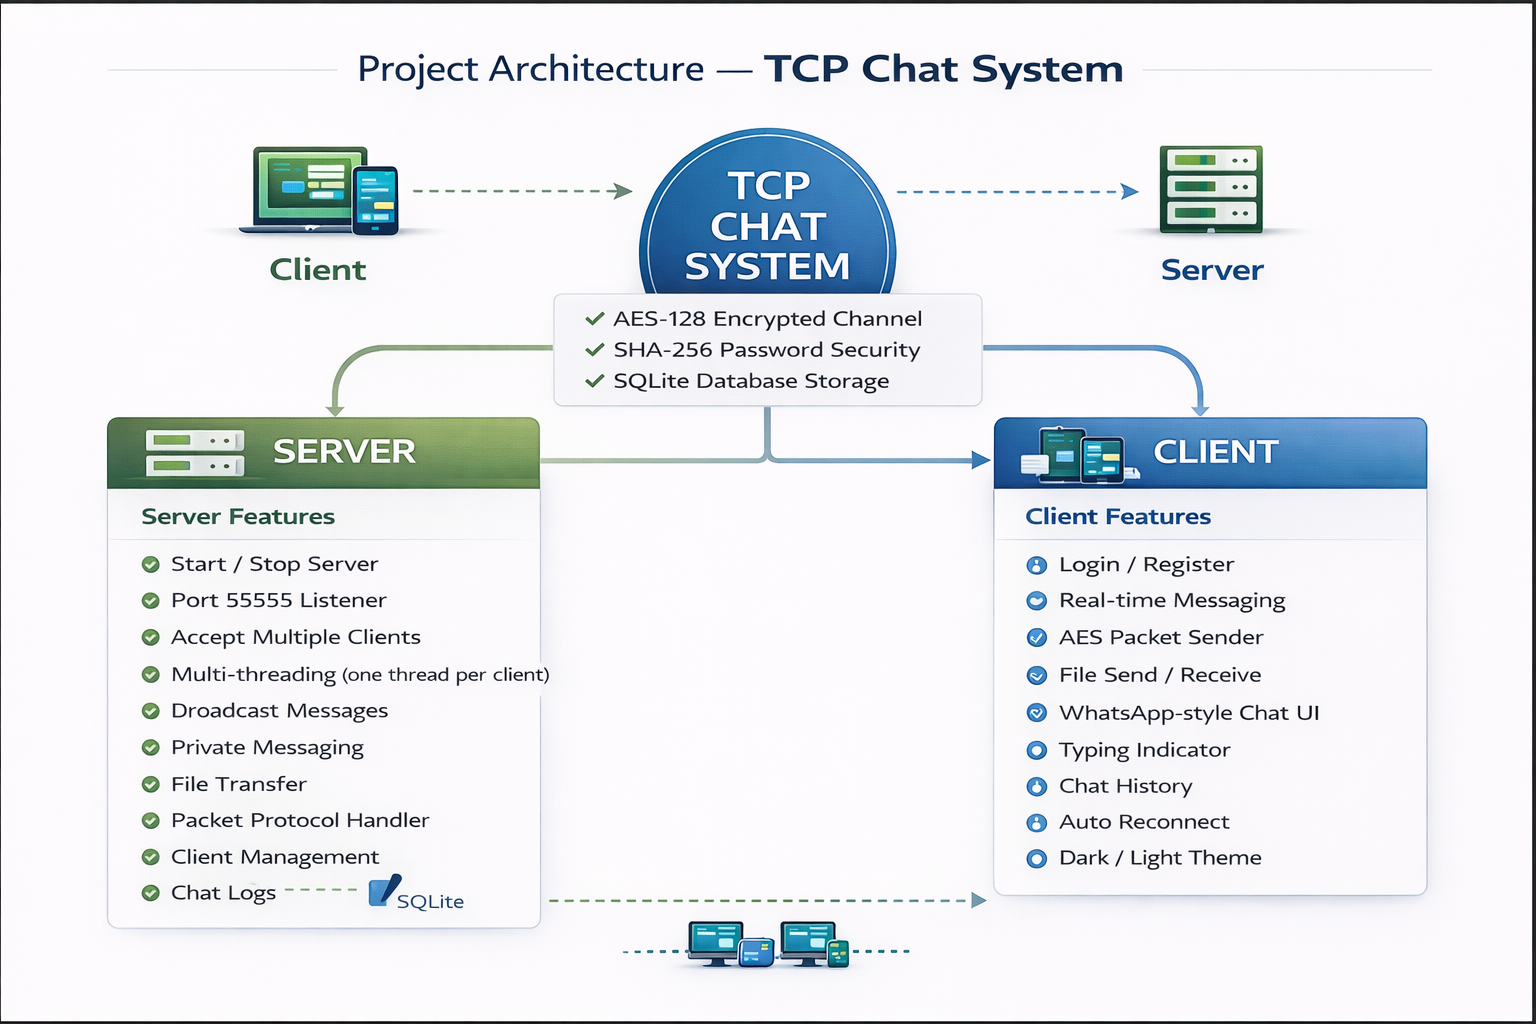 Project Architecture — TCP Chat System
TCP
CHAT
SYSTEM
Client
Server
✓ AES-128 Encrypted Channel
✓ SHA-256 Password Security
✓ SQLite Database Storage
SERVER
Server Features
Start / Stop Server
Port 55555 Listener
Accept Multiple Clients
Multi-threading (one thread per client)
Droadcast Messages
Private Messaging
File Transfer
Packet Protocol Handler
Client Management
Chat Logs
SQLite
CLIENT
Client Features
Login / Register
Real-time Messaging
AES Packet Sender
File Send / Receive
WhatsApp-style Chat UI
Typing Indicator
Chat History
Auto Reconnect
Dark / Light Theme